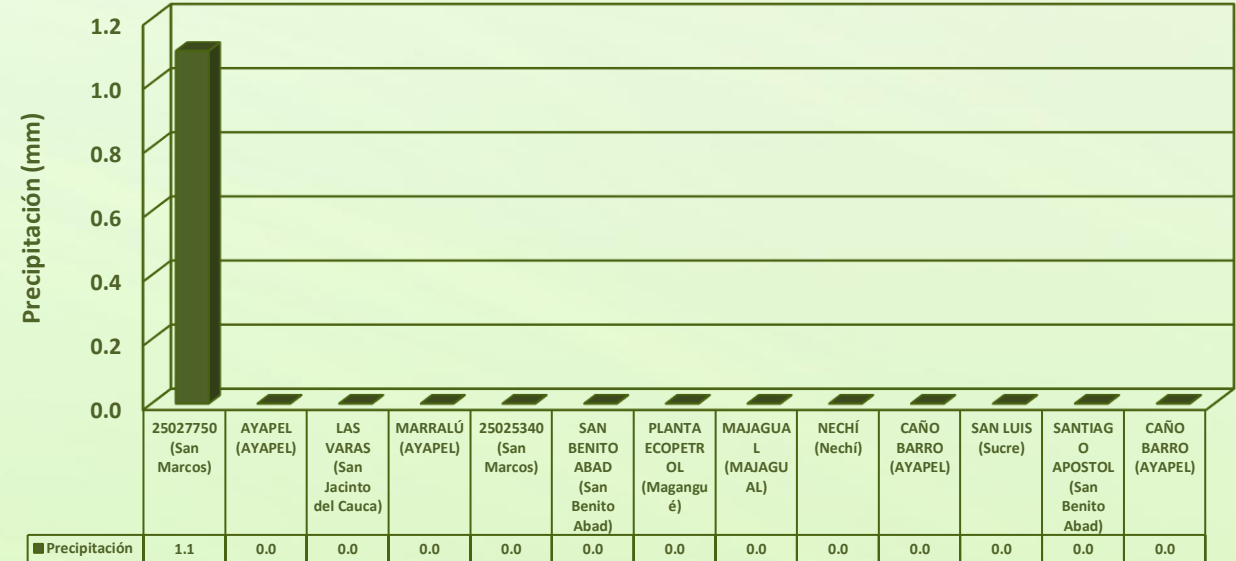 Precipitación (mm)
1.2
1.0
0.8
0.6
0.4
0.2
0.0
25027750
(San
Marcos)
AYAPEL
(AYAPEL)
LAS
VARAS
(San
Jacinto
del Cauca)
MARRALÚ
(AYAPEL)
25025340
(San
Marcos)
SAN
BENITO
ABAD
(San
Benito
Abad)
PLANTA
ECOPETR
OL
(Magangu
é)
MAJAGUA
L
(MAJAGU
AL)
NECHÍ
(Nechí)
CAÑO
BARRO
(AYAPEL)
SAN LUIS
(Sucre)
SANTIAG
O
APOSTOL
(San
Benito
Abad)
CAÑO
BARRO
(AYAPEL)
Precipitación 1.1 0.0 0.0 0.0 0.0 0.0 0.0 0.0 0.0 0.0 0.0 0.0 0.0